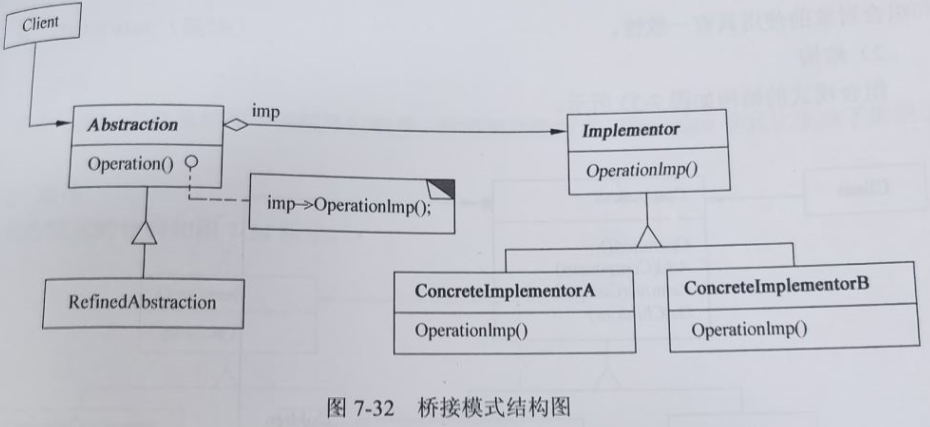 Client
Abstraction
imp
Implementor
Operation()
OperationImp()
imp->OperationImp();
RefinedAbstraction
ConcreteImplementorA
ConcreteImplementorB
OperationImp()
OperationImp()
图 7-32 桥接模式结构图